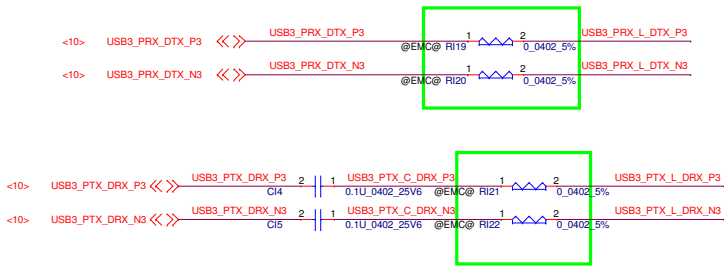 <10> USB3_PRX_DTX_P3 USB3_PRX_DTX_P3 @EMC@ RI19 1 2 0_0402_5% USB3_PRX_L_DTX_P3
<10> USB3_PRX_DTX_N3 USB3_PRX_DTX_N3 @EMC@ RI20 1 2 0_0402_5% USB3_PRX_L_DTX_N3
<10> USB3_PTX_DRX_P3 USB3_PTX_DRX_P3 CI4 2 1 0.1U_0402_25V6 USB3_PTX_C_DRX_P3 @EMC@ RI21 1 2 0_0402_5% USB3_PTX_L_DRX_P3
<10> USB3_PTX_DRX_N3 USB3_PTX_DRX_N3 CI5 2 1 0.1U_0402_25V6 USB3_PTX_C_DRX_N3 @EMC@ RI22 1 2 0_0402_5% USB3_PTX_L_DRX_N3